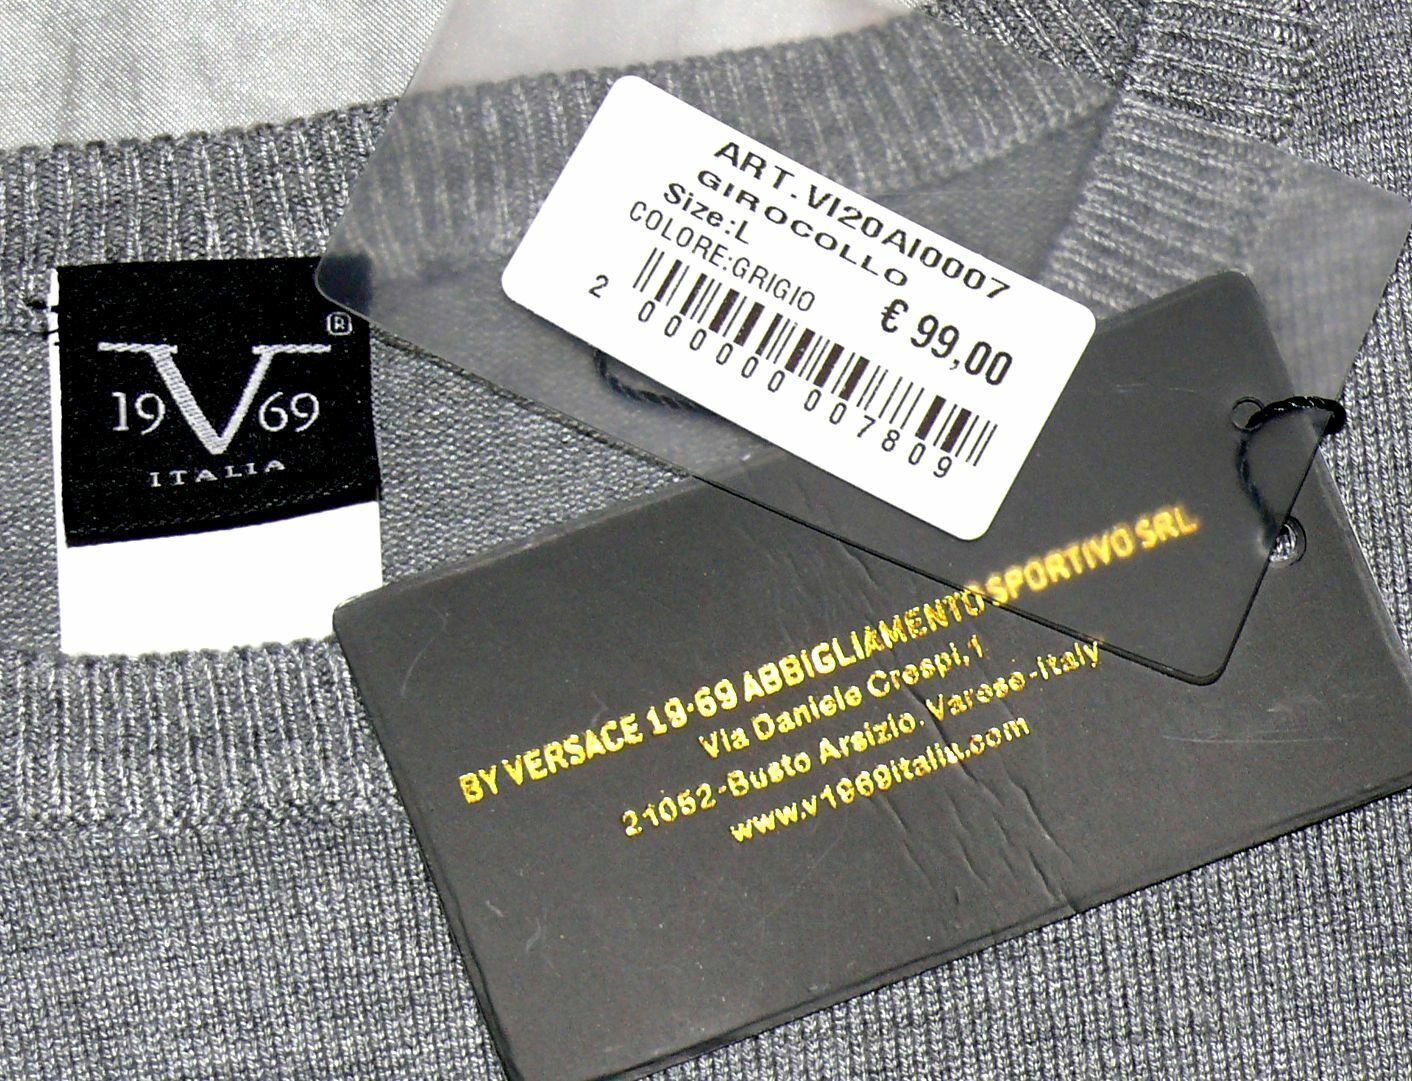 ®
19 V 69
ITALIA
ART.VI20AI0007
GIROCOLLO
Size:L
COLORE:GRIGIO
€ 99,00
2 000000 007809
BY VERSACE 19·69 ABBIGLIAMENTO SPORTIVO SRL
Via Daniele Crespi,1
21052-Busto Arsizio. Varese-italy
www.v1969italia.com